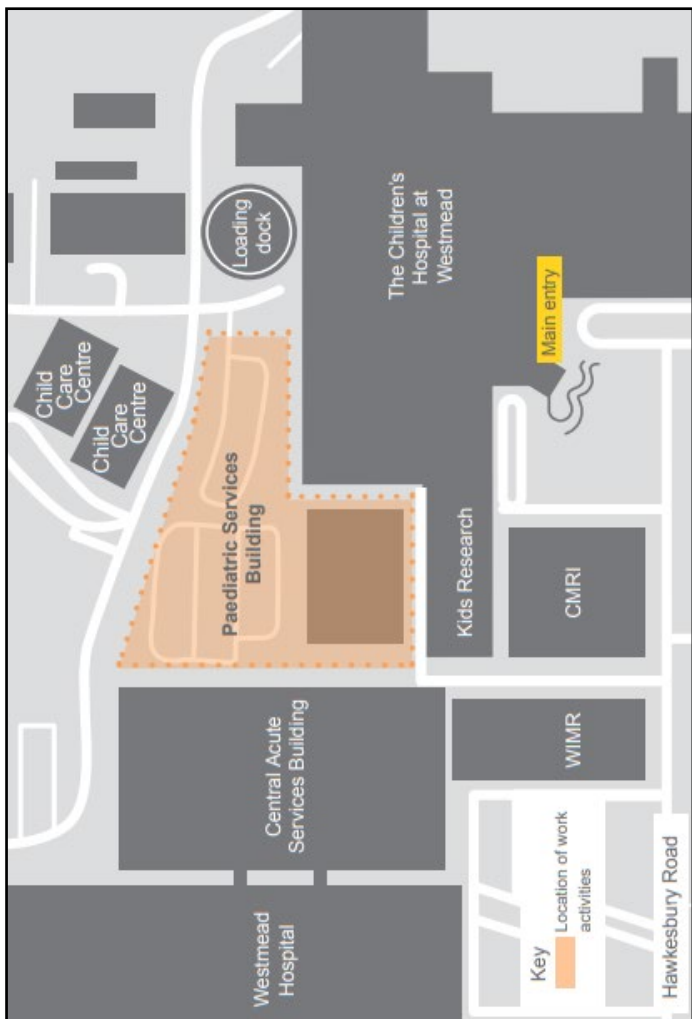 Child
Care
Centre
Child
Care
Centre
Loading
dock
Paediatric Services
Building
The Children's
Hospital at
Westmead
Main entry
Kids Research
CMRI
Central Acute
Services Building
WIMR
Westmead
Hospital
Key
Location of work
activities
Hawkesbury Road